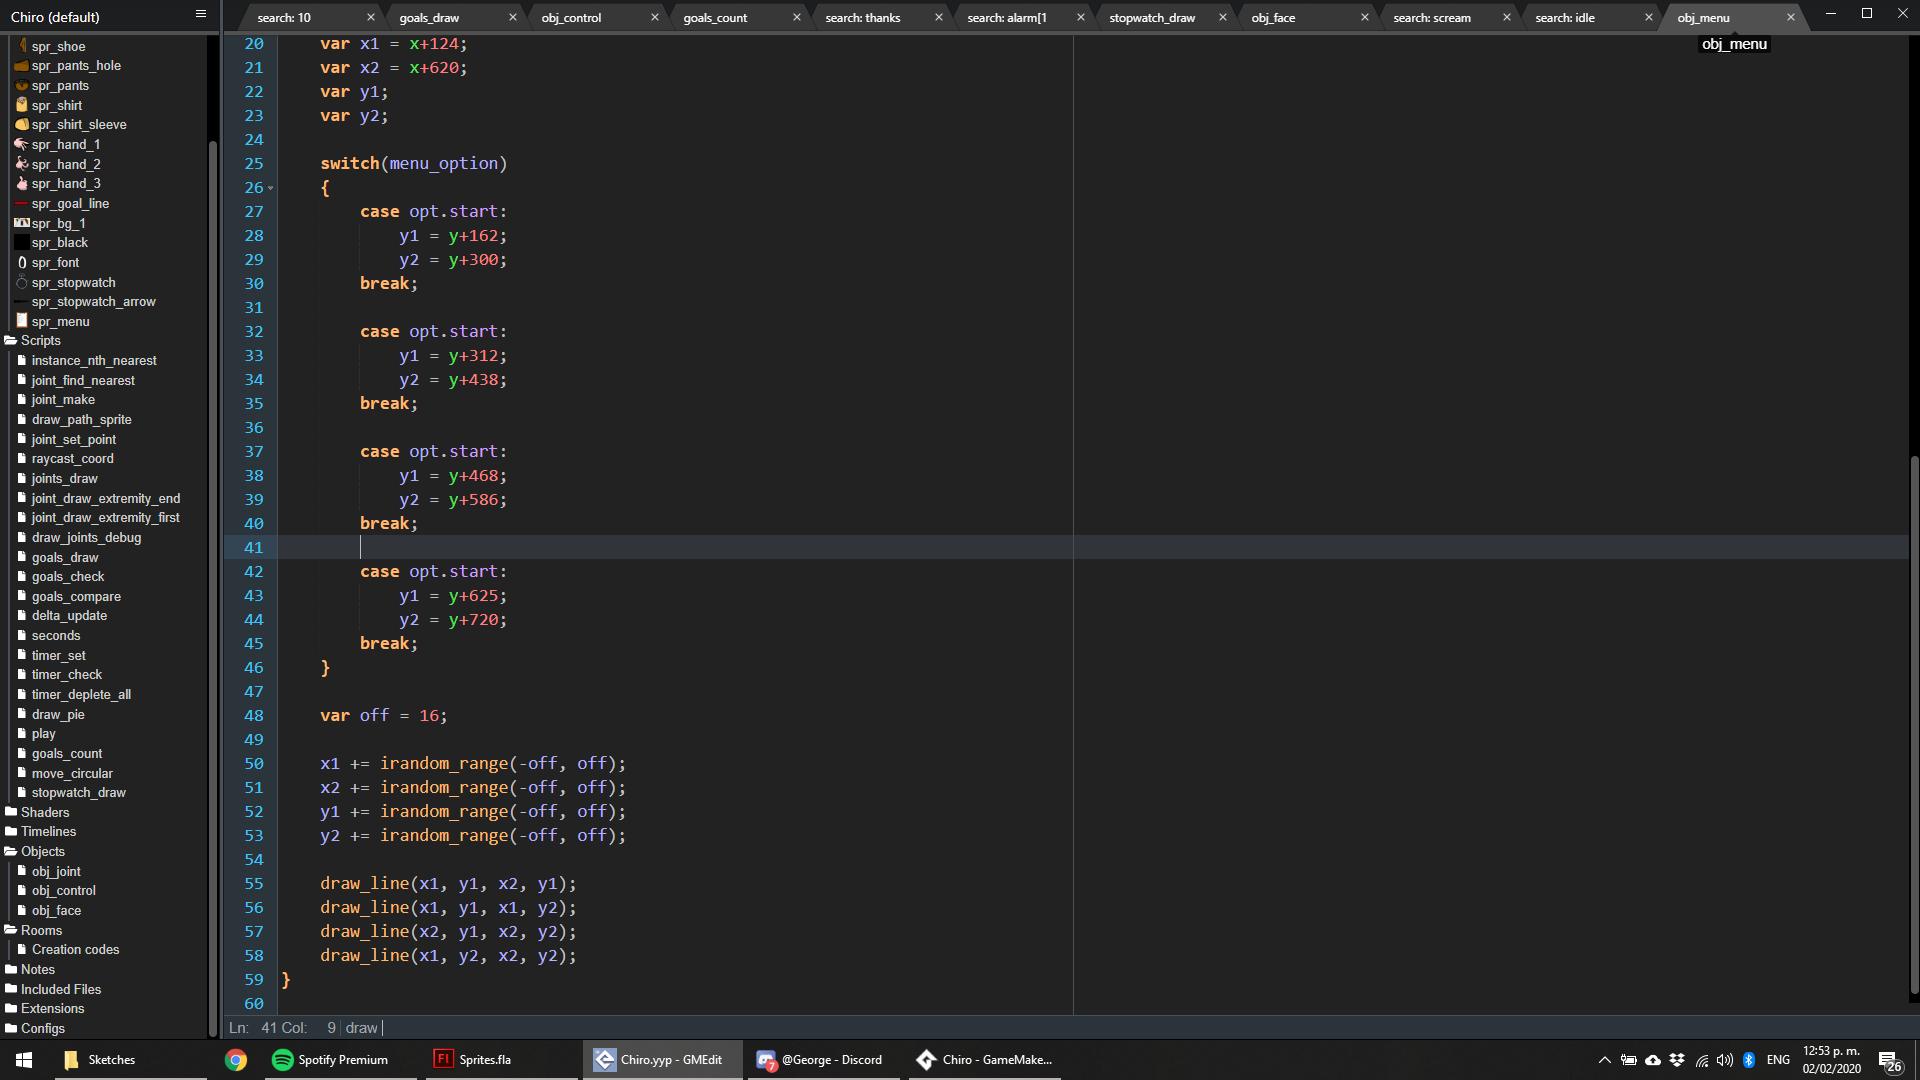 Chiro (default)
search: 10
goals_draw
obj_control
goals_count
search: thanks
search: alarm[1
stopwatch_draw
obj_face
search: scream
search: idle
obj_menu
obj_menu
spr_shoe
spr_pants_hole
spr_pants
spr_shirt
spr_shirt_sleeve
spr_hand_1
spr_hand_2
spr_hand_3
spr_goal_line
spr_bg_1
spr_black
spr_font
spr_stopwatch
spr_stopwatch_arrow
spr_menu
Scripts
instance_nth_nearest
joint_find_nearest
joint_make
draw_path_sprite
joint_set_point
raycast_coord
joints_draw
joint_draw_extremity_end
joint_draw_extremity_first
draw_joints_debug
goals_draw
goals_check
goals_compare
delta_update
seconds
timer_set
timer_check
timer_deplete_all
draw_pie
play
goals_count
move_circular
stopwatch_draw
Shaders
Timelines
Objects
obj_joint
obj_control
obj_face
Rooms
Creation codes
Notes
Included Files
Extensions
Configs
20 var x1 = x+124;
21 var x2 = x+620;
22 var y1;
23 var y2;
24
25 switch(menu_option)
26 {
27 case opt.start:
28 y1 = y+162;
29 y2 = y+300;
30 break;
31
32 case opt.start:
33 y1 = y+312;
34 y2 = y+438;
35 break;
36
37 case opt.start:
38 y1 = y+468;
39 y2 = y+586;
40 break;
41
42 case opt.start:
43 y1 = y+625;
44 y2 = y+720;
45 break;
46 }
47
48 var off = 16;
49
50 x1 += irandom_range(-off, off);
51 x2 += irandom_range(-off, off);
52 y1 += irandom_range(-off, off);
53 y2 += irandom_range(-off, off);
54
55 draw_line(x1, y1, x2, y1);
56 draw_line(x1, y1, x1, y2);
57 draw_line(x2, y1, x2, y2);
58 draw_line(x1, y2, x2, y2);
59 }
60
Ln: 41 Col: 9 draw
Sketches
Spotify Premium
Fl Sprites.fla
Chiro.yyp - GMEdit
7 @George - Discord
Chiro - GameMake...
ENG
12:53 p. m.
02/02/2020
26